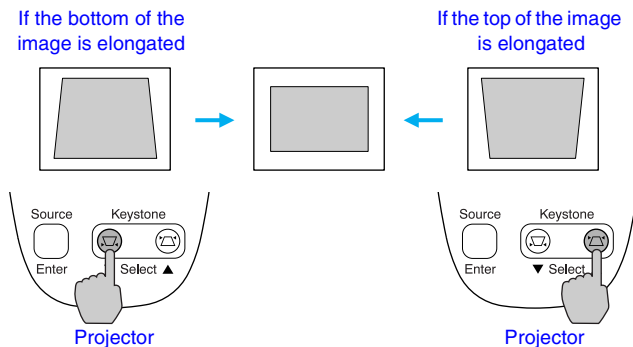 If the bottom of the
image is elongated
If the top of the image
is elongated
Source
Keystone
Enter
Select ▲
Projector
Source
Keystone
Enter
▼ Select
Projector